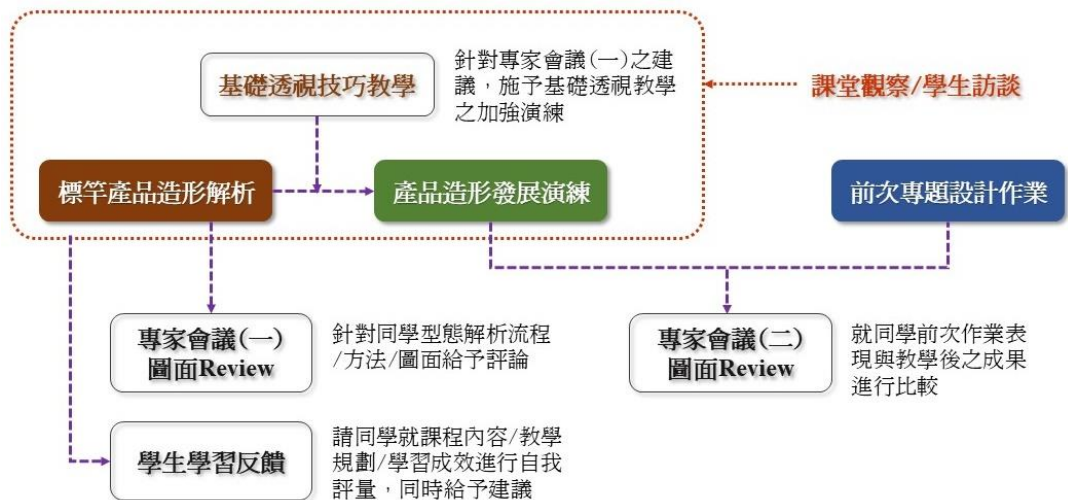 基礎透視技巧教學
針對專家會議(一)之建
議，施予基礎透視教學
之加強演練
課堂觀察/學生訪談
標竿產品造形解析
產品造形發展演練
前次專題設計作業
專家會議(一)
圖面Review
針對同學型態解析流程
/方法/圖面給予評論
專家會議(二)
圖面Review
就同學前次作業表
現與教學後之成果
進行比較
學生學習反饋
請同學就課程內容/教學
規劃/學習成效進行自我
評量，同時給予建議